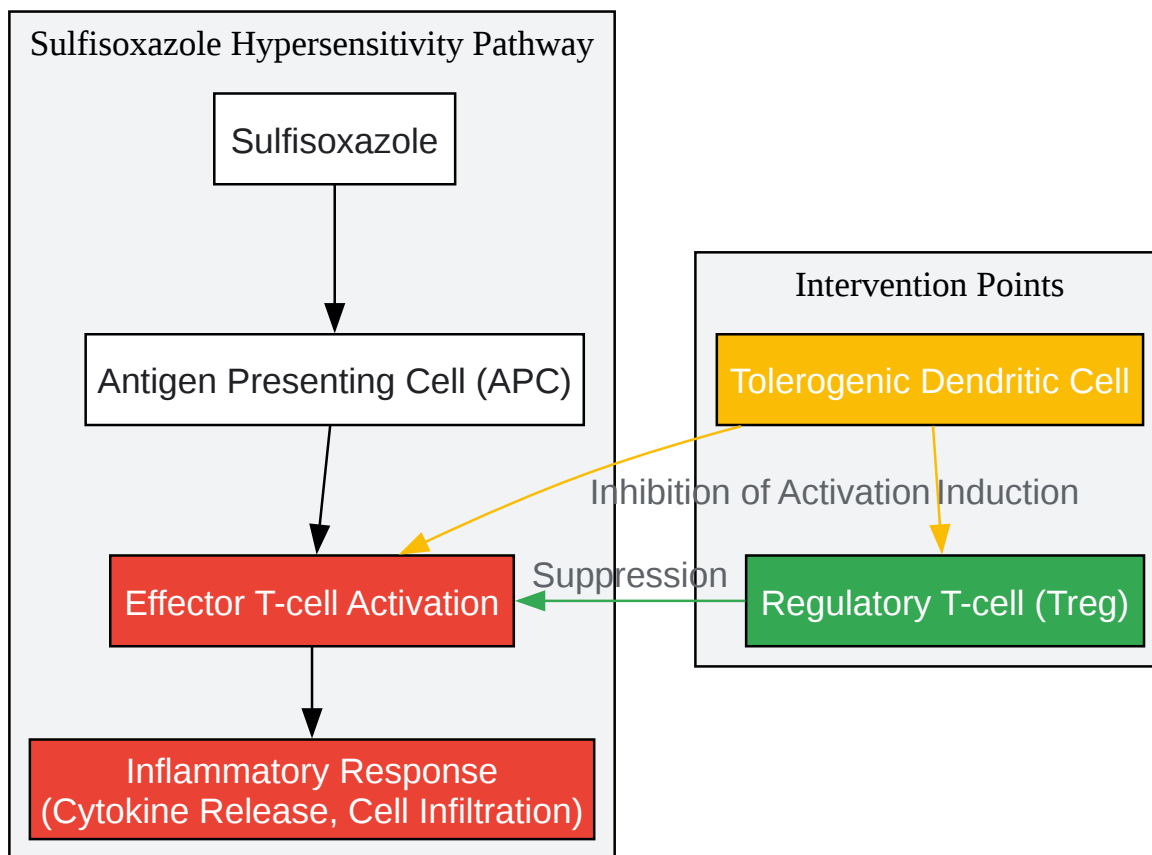 Sulfisoxazole Hypersensitivity Pathway
Sulfisoxazole
Antigen Presenting Cell (APC)
Effector T-cell Activation
Inflammatory Response
(Cytokine Release, Cell Infiltration)
Intervention Points
Tolerogenic Dendritic Cell
Inhibition of Activation
Induction
Suppression
Regulatory T-cell (Treg)